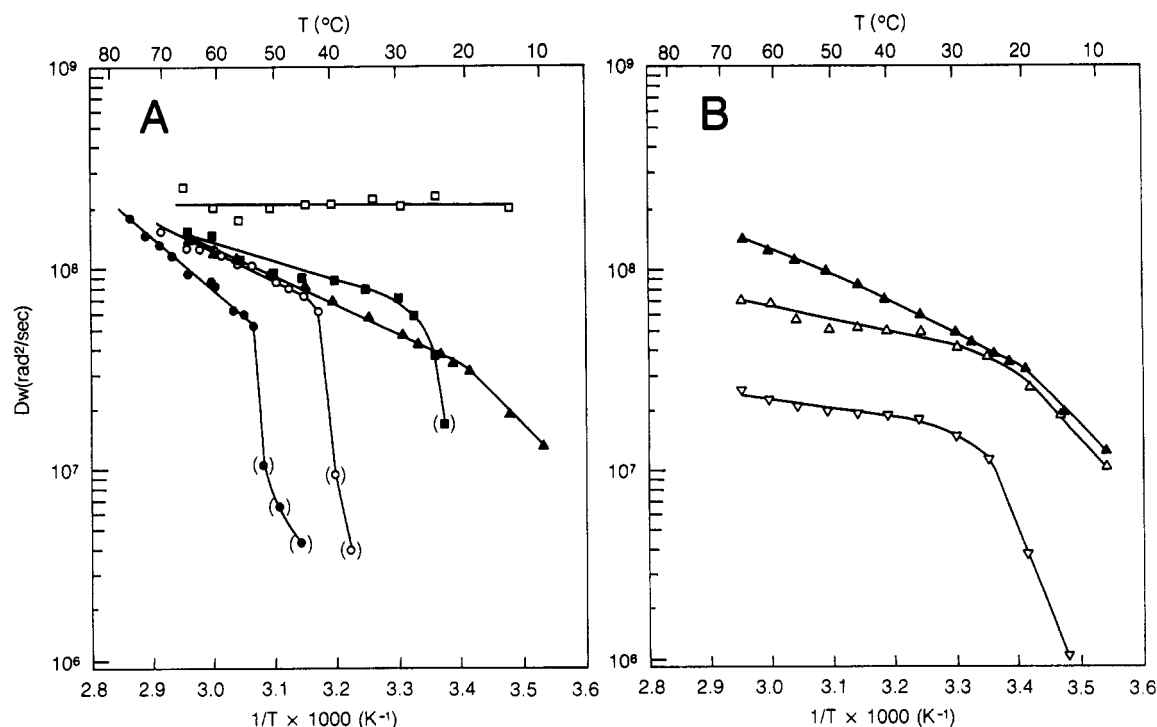 T (°C)
80 70 60 50 40 30 20 10
10⁹
A
10⁸
Dw(rad²/sec)
10⁷
( ) ( ) ( ) ( ) ( ) ( )
10⁶
2.8 2.9 3.0 3.1 3.2 3.3 3.4 3.5 3.6
1/T × 1000 (K⁻¹)
T (°C)
80 70 60 50 40 30 20 10
10⁹
B
10⁸
10⁷
10⁶
2.8 2.9 3.0 3.1 3.2 3.3 3.4 3.5 3.6
1/T × 1000 (K⁻¹)